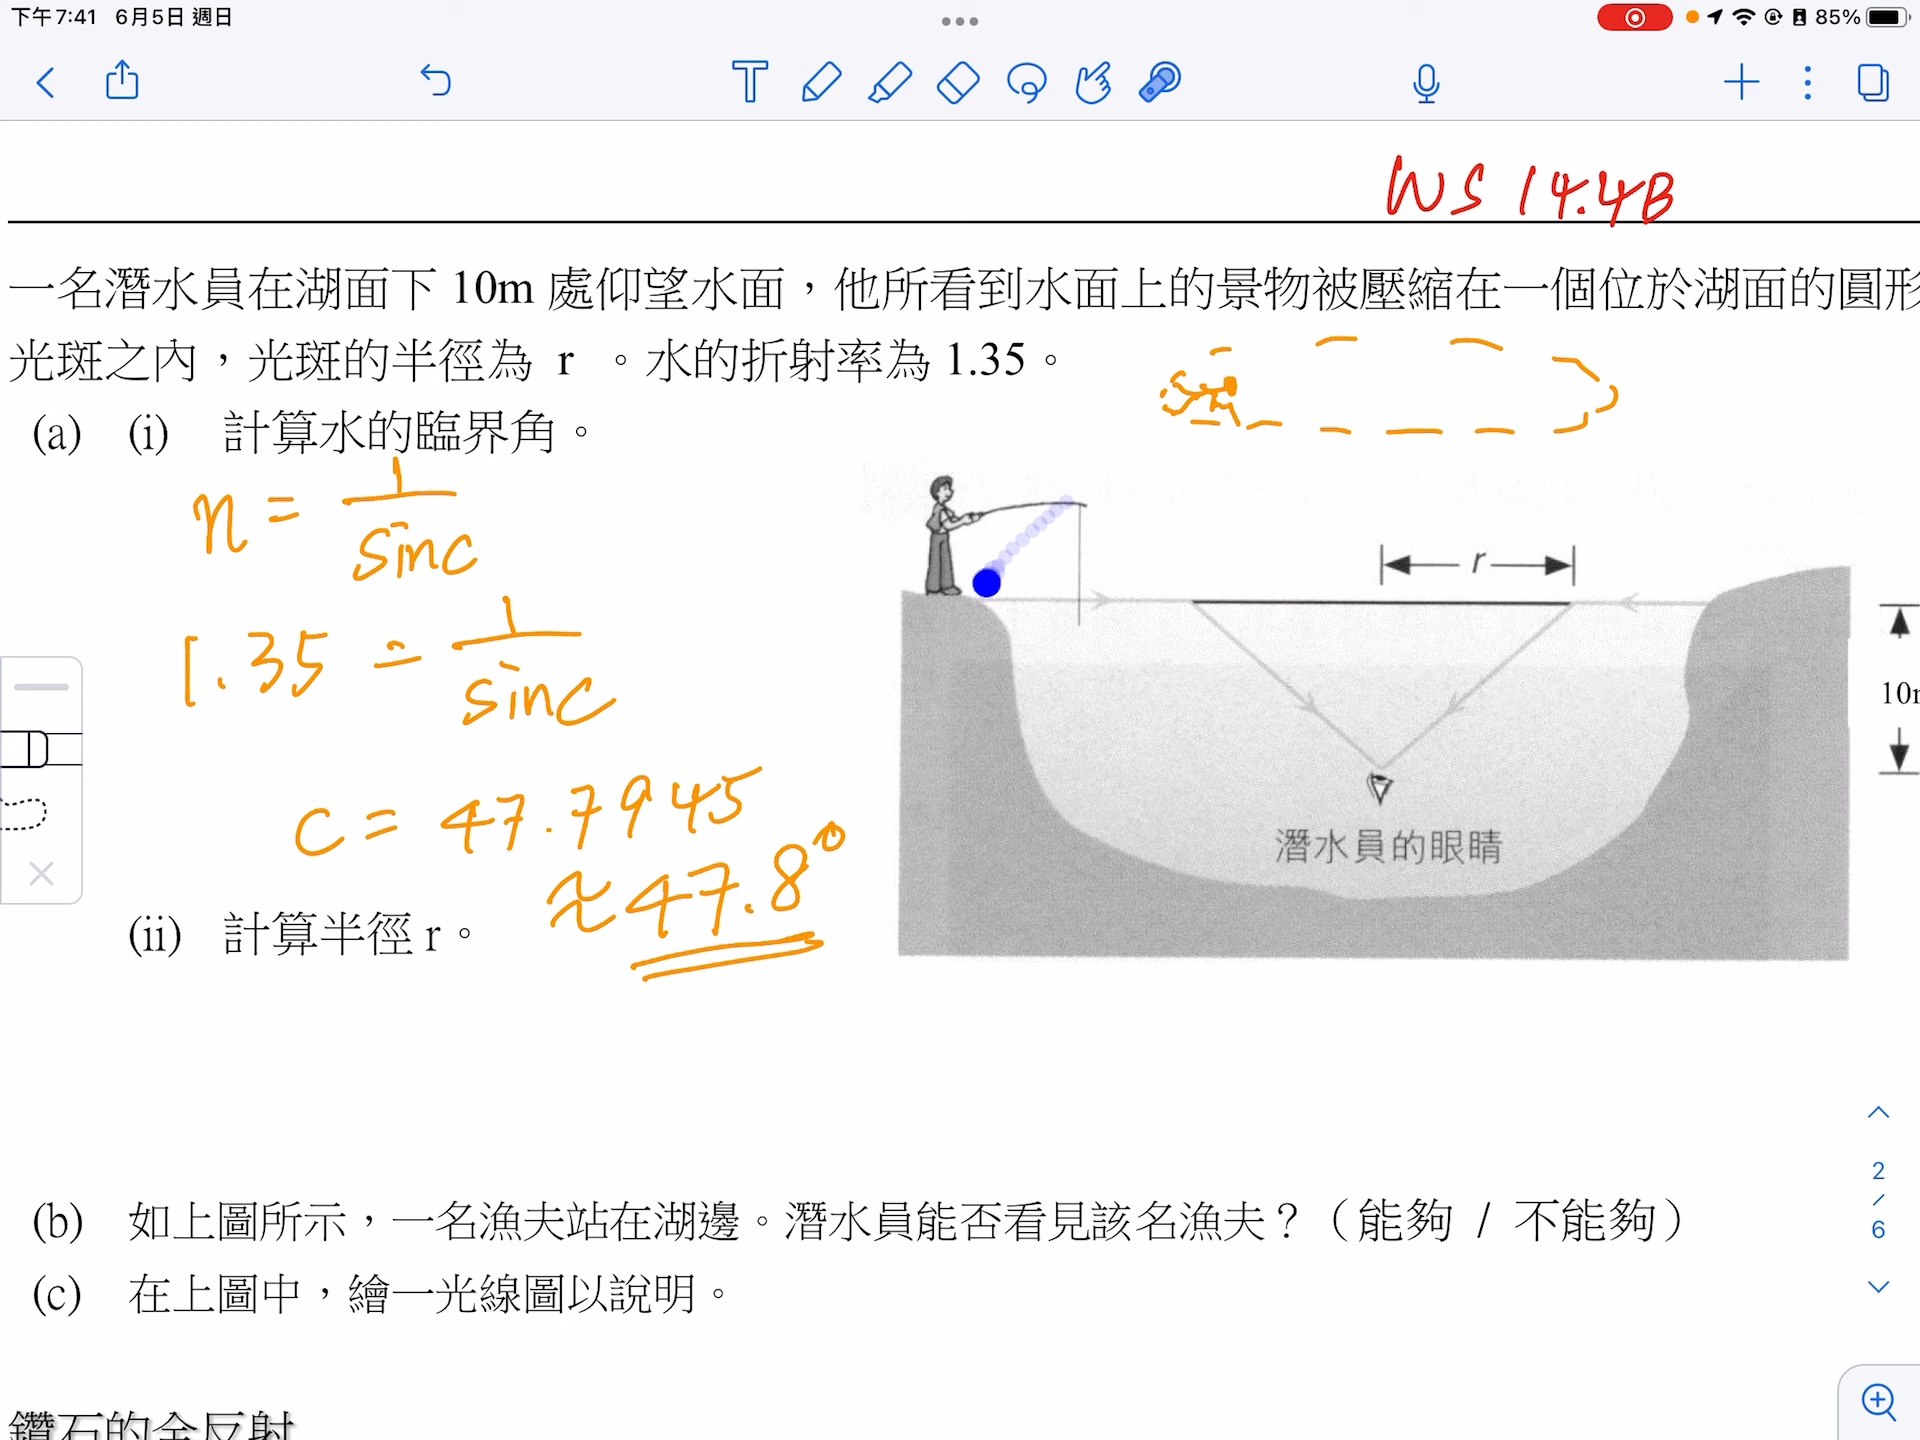 下午7:41 6月5日 週日
85%
WS 14.4B
一名潛水員在湖面下 10m 處仰望水面，他所看到水面上的景物被壓縮在一個位於湖面的圓形
光斑之內，光斑的半徑為 r 。水的折射率為 1.35。
(a) (i) 計算水的臨界角。
n = 1/sinc
1.35 = 1/sinc
c = 47.7945
≈ 47.8°
r
10m
潛水員的眼睛
(ii) 計算半徑 r。
(b) 如上圖所示，一名漁夫站在湖邊。潛水員能否看見該名漁夫？（能夠 / 不能夠）
(c) 在上圖中，繪一光線圖以說明。
2
/
6
鑽石的全反射